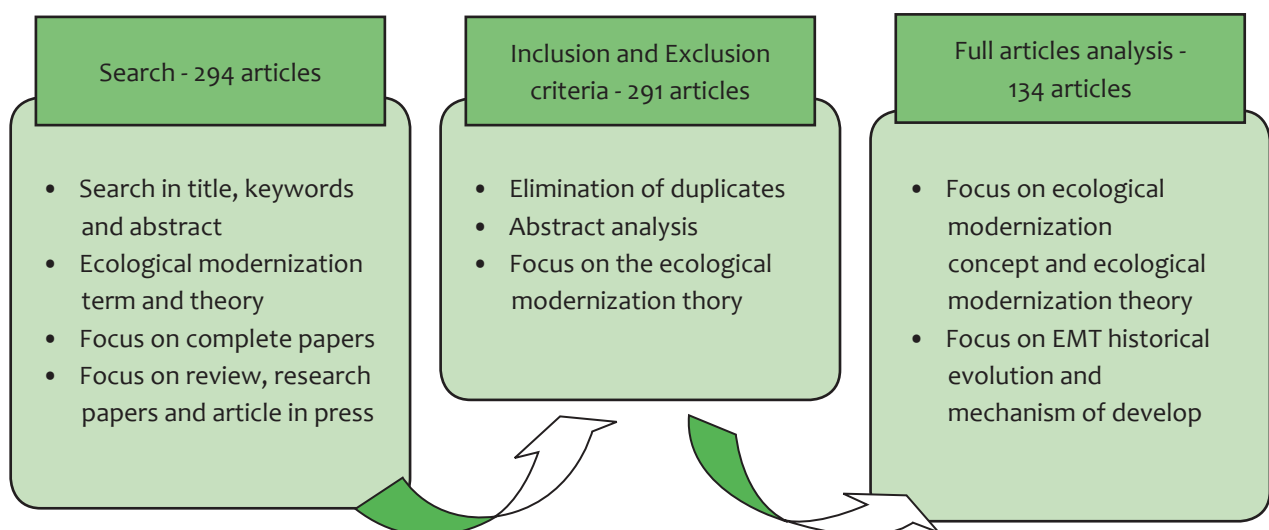 Search - 294 articles
• Search in title, keywords
and abstract
• Ecological modernization
term and theory
• Focus on complete papers
• Focus on review, research
papers and article in press
Inclusion and Exclusion
criteria - 291 articles
• Elimination of duplicates
• Abstract analysis
• Focus on the ecological
modernization thory
Full articles analysis -
134 articles
• Focus on ecological
modernization
concept and ecological
modernization theory
• Focus on EMT historical
evolution and
mechanism of develop